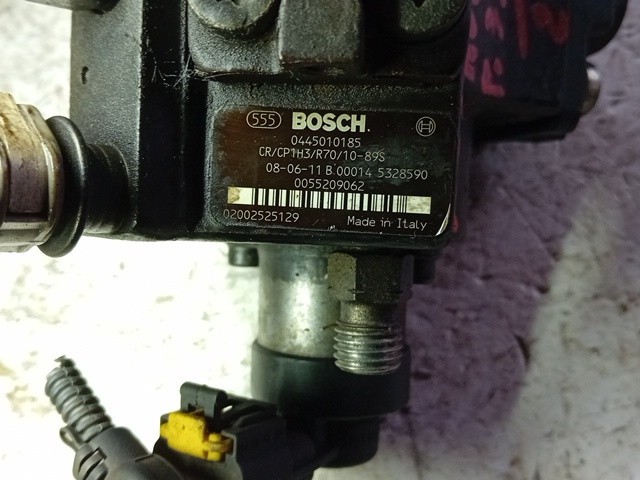 555 BOSCH
0445010185
CR/CP1H3/R70/10-89S
08-06-11 B 00014 5328590
0055209062
02002525129 Made in Italy